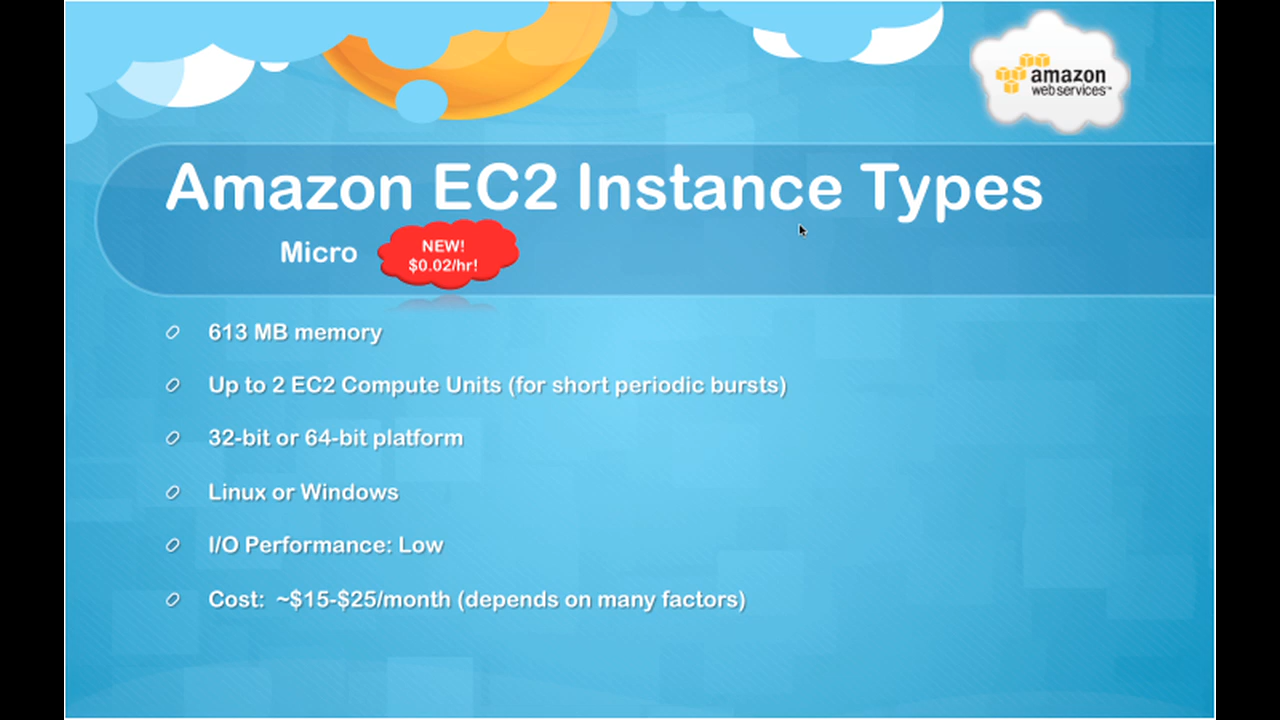 amazon
web services™
Amazon EC2 Instance Types
Micro
NEW!
$0.02/hr!
613 MB memory
Up to 2 EC2 Compute Units (for short periodic bursts)
32-bit or 64-bit platform
Linux or Windows
I/O Performance: Low
Cost:  ~$15-$25/month (depends on many factors)